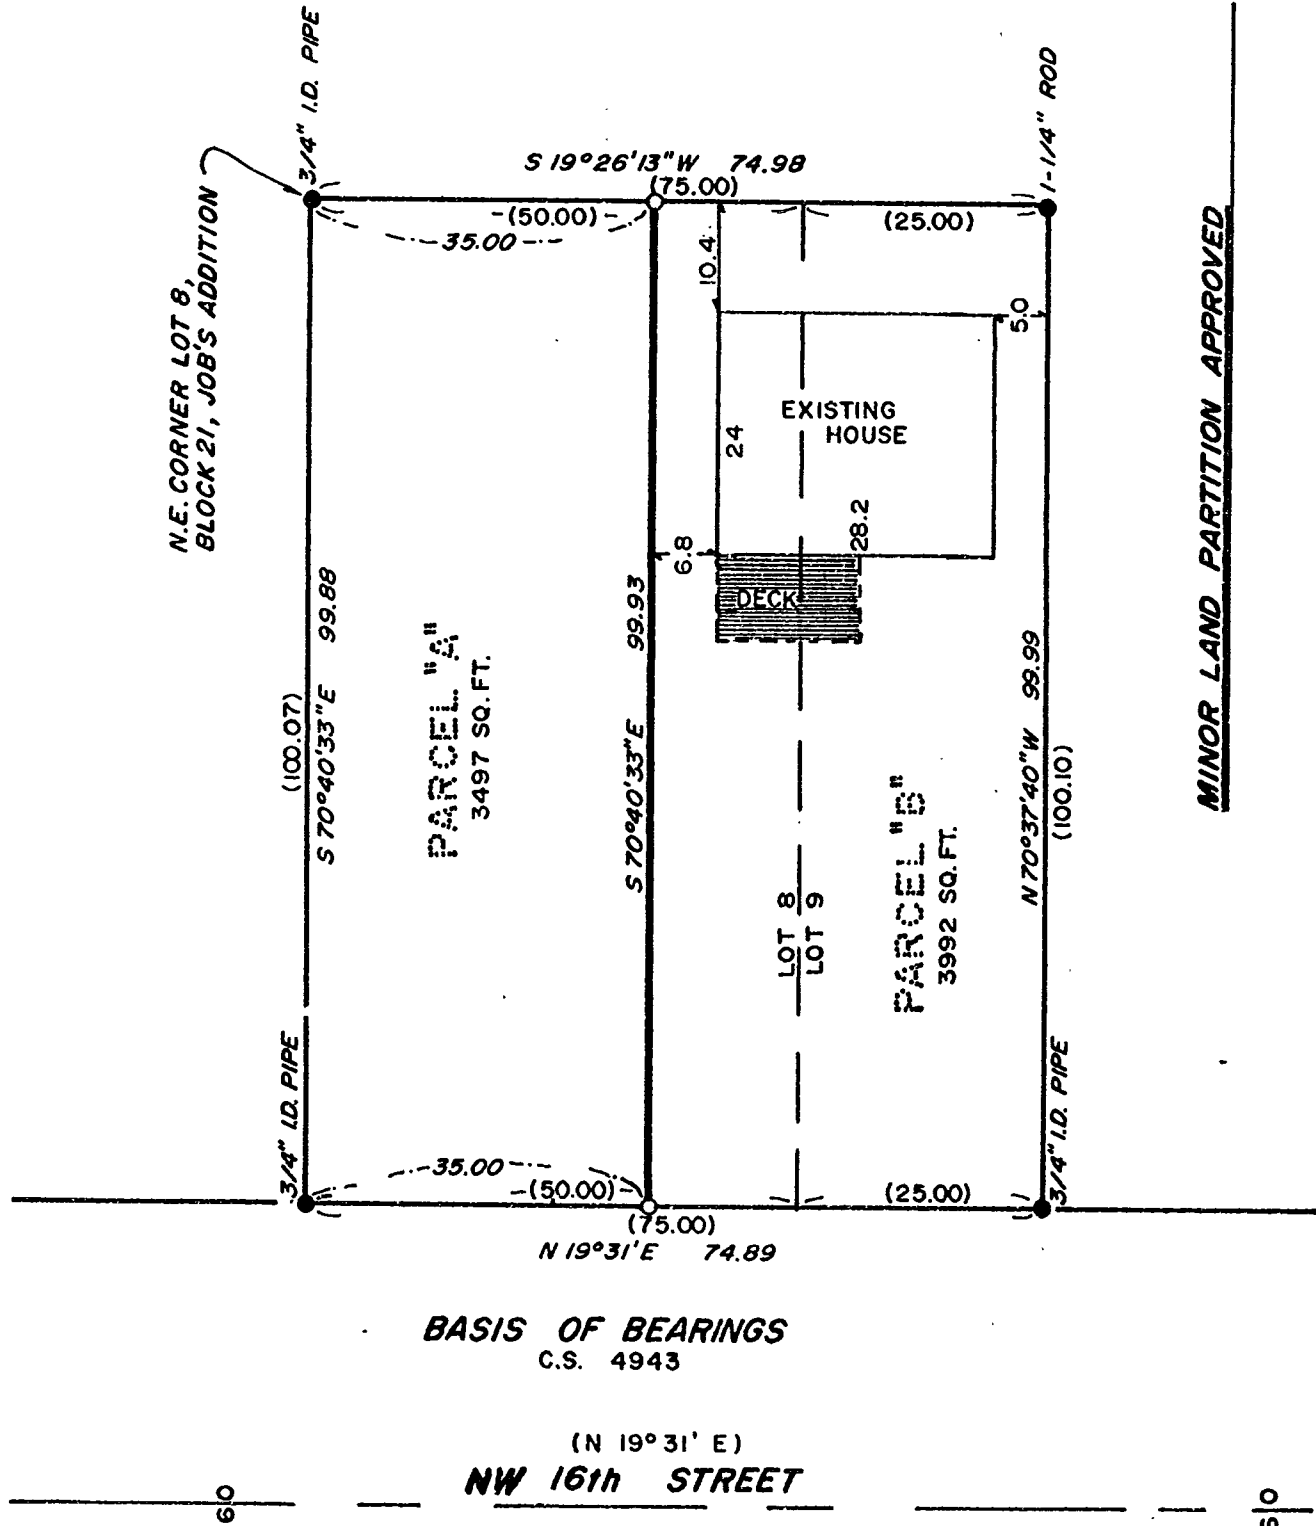 3/4" I.D. PIPE
1-1/4" ROD
S 19°26'13"W 74.98
(75.00)
(50.00)
35.00
(25.00)
N.E. CORNER LOT 8,
BLOCK 21, JOB'S ADDITION
10.4
5.0
EXISTING
HOUSE
24
28.2
6.8
DECK
MINOR LAND PARTITION APPROVED
S 70°40'33"E 99.88
(100.07)
PARCEL "A"
3497 SQ. FT.
S 70°40'33"E 99.93
LOT 8
LOT 9
PARCEL "B"
3992 SQ. FT.
N 70°37'40"W 99.99
(100.10)
3/4" I.D. PIPE
3/4" I.D. PIPE
35.00
(50.00)
(25.00)
(75.00)
N 19°31'E 74.89
BASIS OF BEARINGS
C.S. 4943
(N 19°31' E)
NW 16th STREET
60